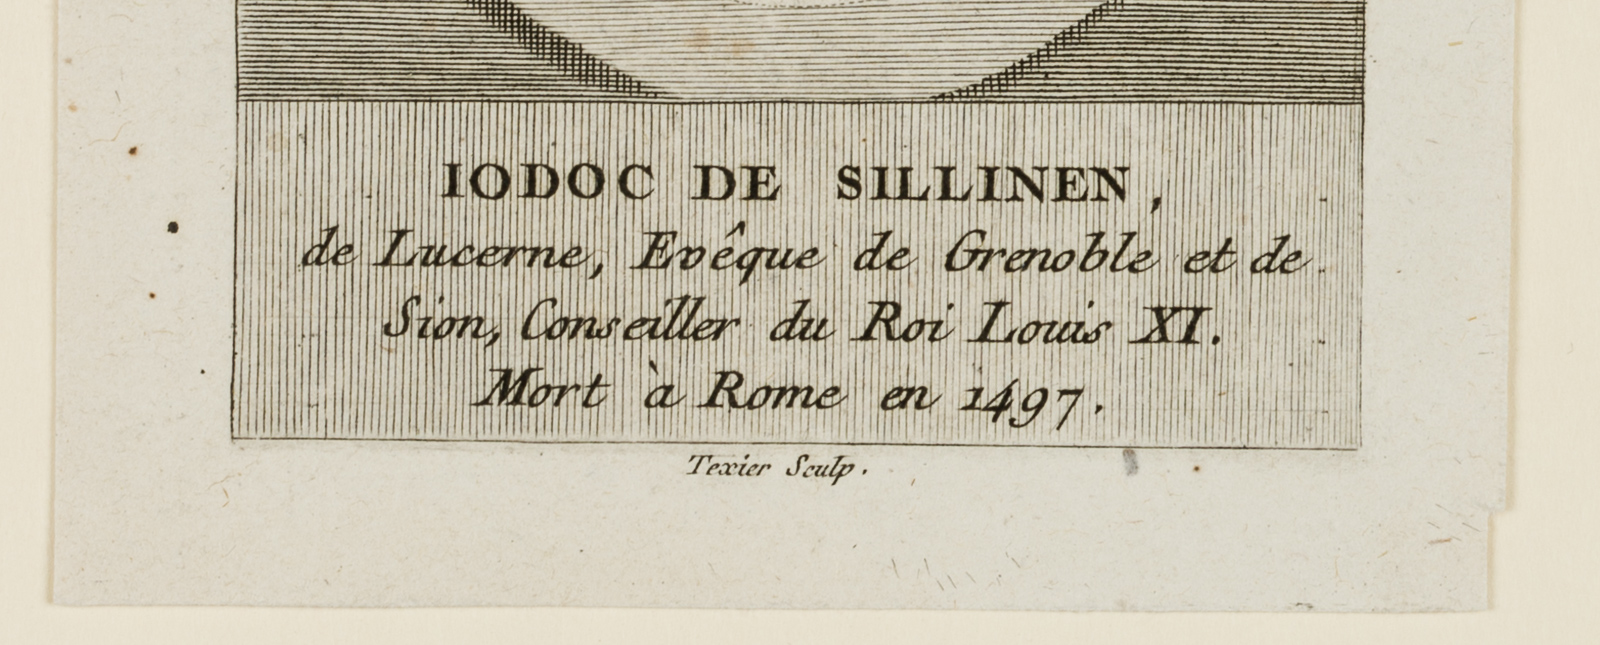 IODOC DE SILLINEN,
de Lucerne, Evêque de Grenoble et de
Sion, Conseiller du Roi Louis XI.
Mort à Rome en 1497.
Texier Sculp.